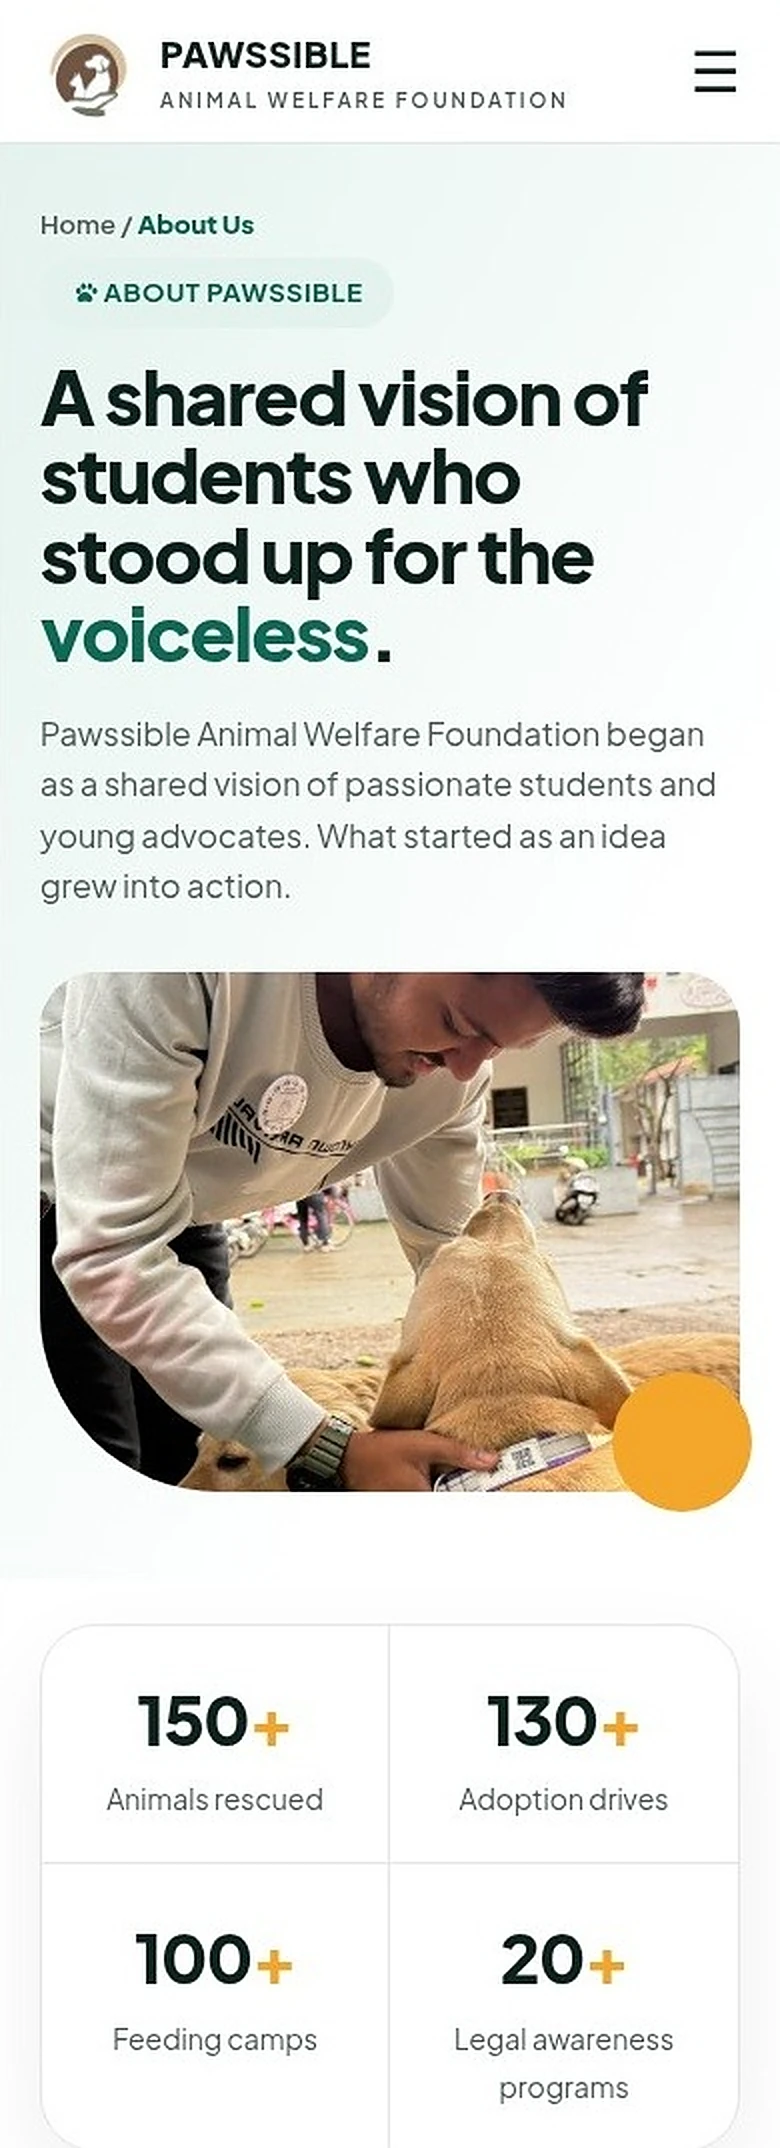 PAWSSIBLE
ANIMAL WELFARE FOUNDATION
Home / About Us
ABOUT PAWSSIBLE
A shared vision of
students who
stood up for the
voiceless.
Pawssible Animal Welfare Foundation began
as a shared vision of passionate students and
young advocates. What started as an idea
grew into action.
150+
Animals rescued
130+
Adoption drives
100+
Feeding camps
20+
Legal awareness
programs